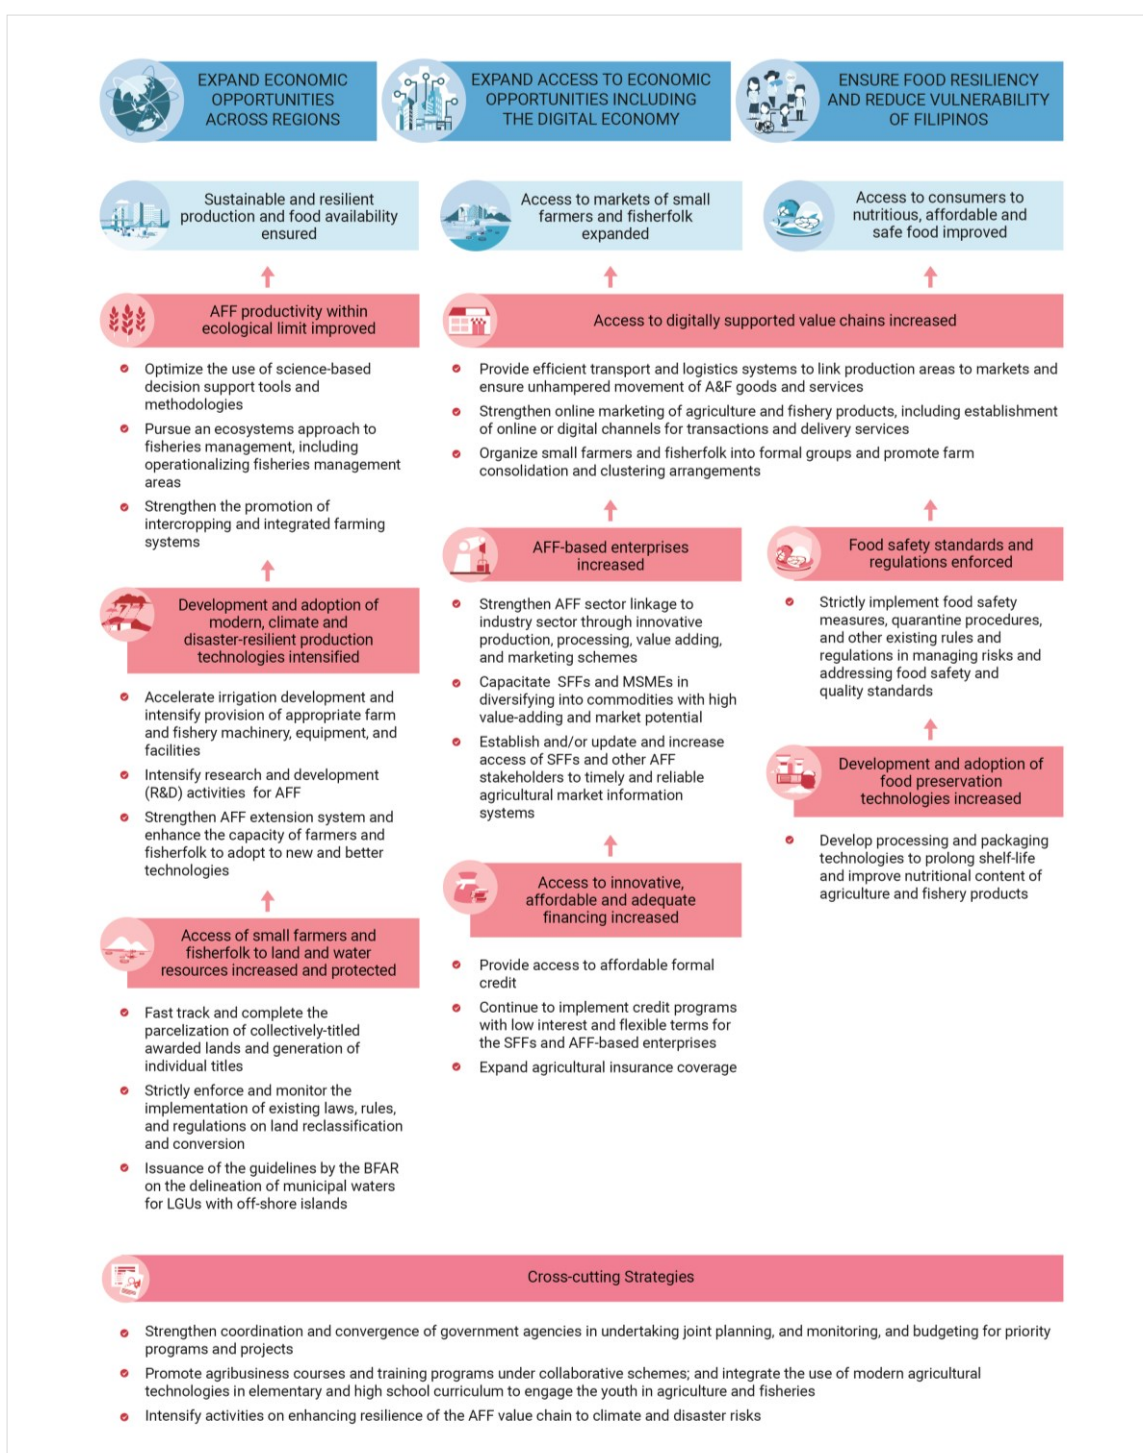 EXPAND ECONOMIC
OPPORTUNITIES
ACROSS REGIONS
EXPAND ACCESS TO ECONOMIC
OPPORTUNITIES INCLUDING
THE DIGITAL ECONOMY
ENSURE FOOD RESILIENCY
AND REDUCE VULNERABILITY
OF FILIPINOS
Sustainable and resilient
production and food availability
ensured
Access to markets of small
farmers and fisherfolk
expanded
Access to consumers to
nutritious, affordable and
safe food improved
AFF productivity within
ecological limit improved
Optimize the use of science-based
decision support tools and
methodologies
Pursue an ecosystems approach to
fisheries management, including
operationalizing fisheries management
areas
Strengthen the promotion of
intercropping and integrated farming
systems
Development and adoption of
modern, climate and
disaster-resilient production
technologies intensified
Accelerate irrigation development and
intensify provision of appropriate farm
and fishery machinery, equipment, and
facilities
Intensify research and development
(R&D) activities for AFF
Strengthen AFF extension system and
enhance the capacity of farmers and
fisherfolk to adopt to new and better
technologies
Access of small farmers and
fisherfolk to land and water
resources increased and protected
Fast track and complete the
parcelization of collectively-titled
awarded lands and generation of
individual titles
Strictly enforce and monitor the
implementation of existing laws, rules,
and regulations on land reclassification
and conversion
Issuance of the guidelines by the BFAR
on the delineation of municipal waters
for LGUs with off-shore islands
Access to digitally supported value chains increased
Provide efficient transport and logistics systems to link production areas to markets and
ensure unhampered movement of A&F goods and services
Strengthen online marketing of agriculture and fishery products, including establishment
of online or digital channels for transactions and delivery services
Organize small farmers and fisherfolk into formal groups and promote farm
consolidation and clustering arrangements
AFF-based enterprises
increased
Strengthen AFF sector linkage to
industry sector through innovative
production, processing, value adding,
and marketing schemes
Capacitate SFFs and MSMEs in
diversifying into commodities with high
value-adding and market potential
Establish and/or update and increase
access of SFFs and other AFF
stakeholders to timely and reliable
agricultural market information
systems
Access to innovative,
affordable and adequate
financing increased
Provide access to affordable formal
credit
Continue to implement credit programs
with low interest and flexible terms for
the SFFs and AFF-based enterprises
Expand agricultural insurance coverage
Food safety standards and
regulations enforced
Strictly implement food safety
measures, quarantine procedures,
and other existing rules and
regulations in managing risks and
addressing food safety and
quality standards
Development and adoption of
food preservation
technologies increased
Develop processing and packaging
technologies to prolong shelf-life
and improve nutritional content of
agriculture and fishery products
Cross-cutting Strategies
Strengthen coordination and convergence of government agencies in undertaking joint planning, and monitoring, and budgeting for priority
programs and projects
Promote agribusiness courses and training programs under collaborative schemes; and integrate the use of modern agricultural
technologies in elementary and high school curriculum to engage the youth in agriculture and fisheries
Intensify activities on enhancing resilience of the AFF value chain to climate and disaster risks